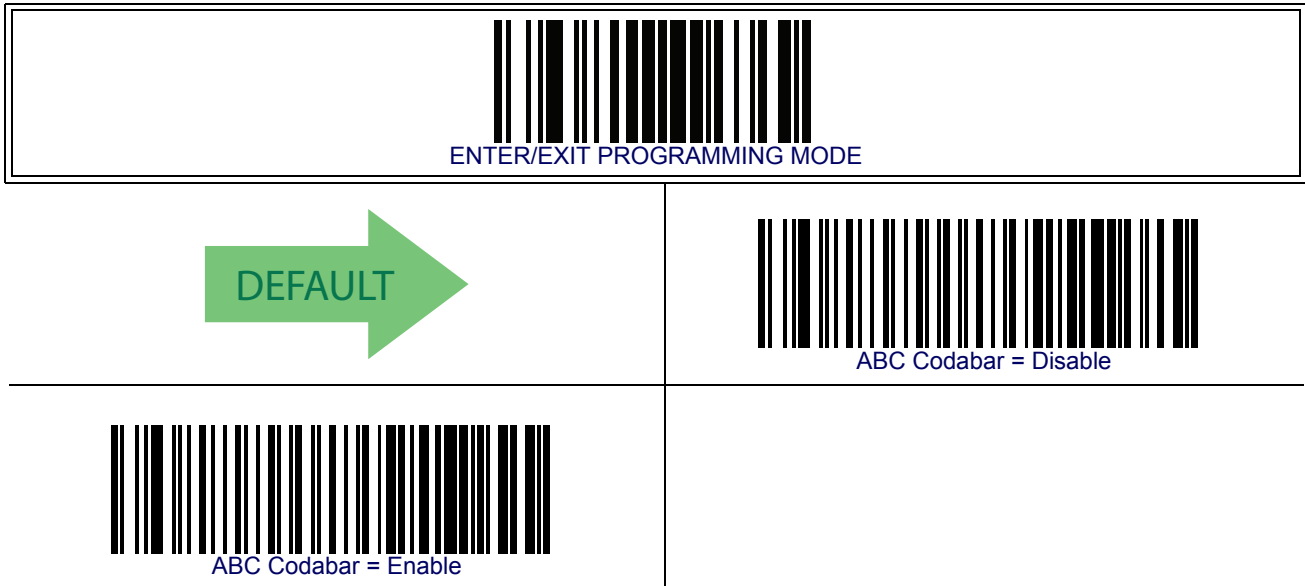 ENTER/EXIT PROGRAMMING MODE
DEFAULT
ABC Codabar = Disable
ABC Codabar = Enable